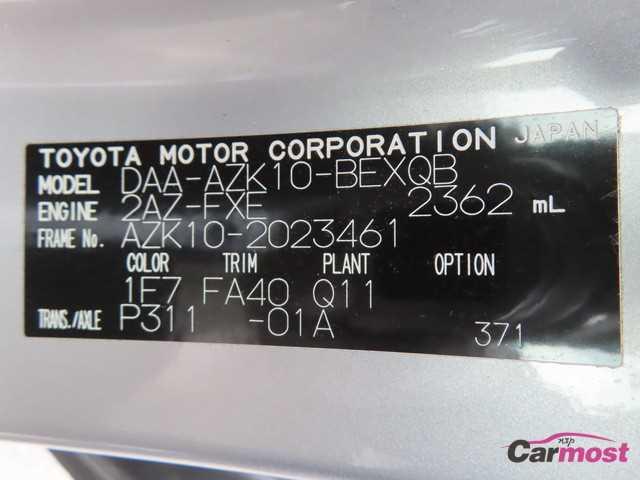 TOYOTA MOTOR CORPORATION JAPAN
MODEL DAA-AZK10-BEXQB
ENGINE 2AZ-FXE 2362 mL
FRAME No. AZK10-2023461
COLOR TRIM PLANT OPTION
1F7 FA40 Q11
TRANS./AXLE P311 -01A 371
nxp
Carmost